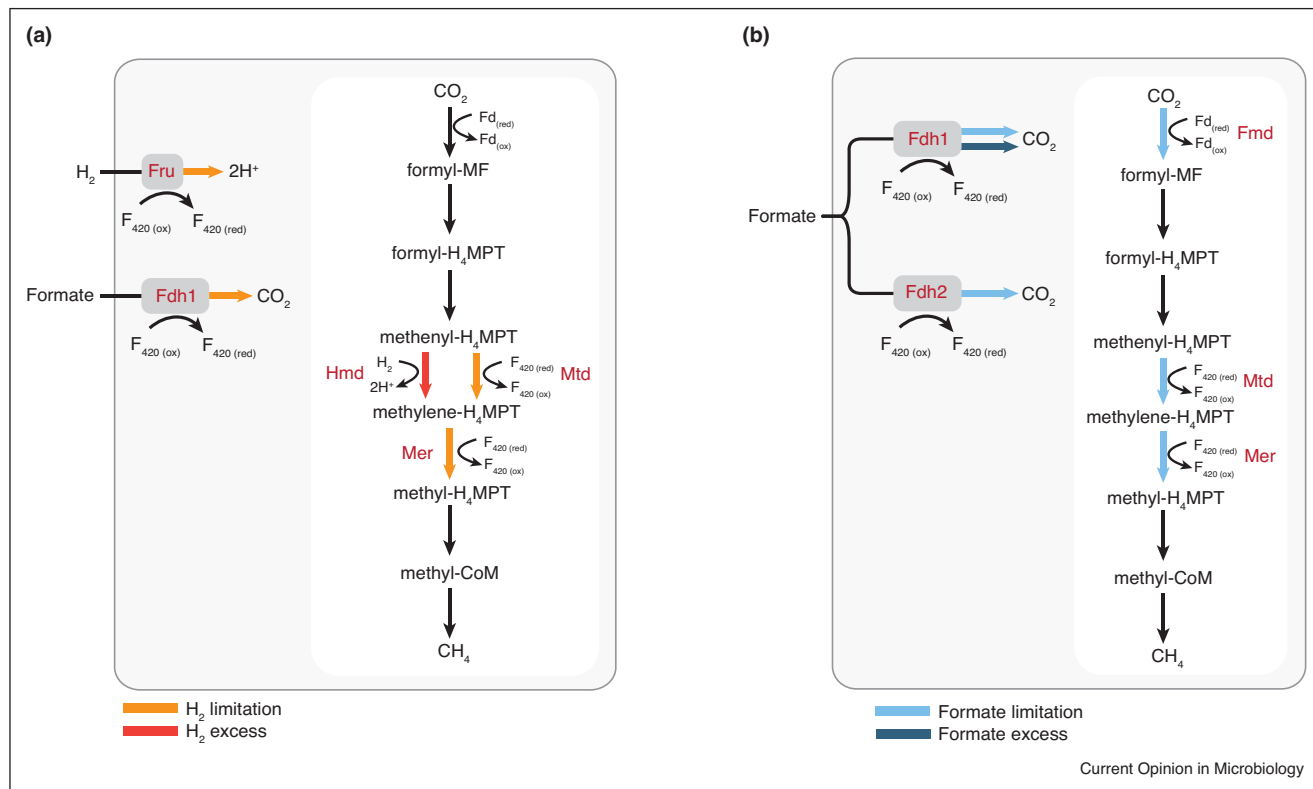 (a)
CO₂
Fd(red)
Fd(ox)
formyl-MF
H₂
Fru
2H⁺
F₄₂₀ (ox)
F₄₂₀ (red)
formyl-H₄MPT
Formate
Fdh1
CO₂
F₄₂₀ (ox)
F₄₂₀ (red)
methenyl-H₄MPT
Hmd
H₂
2H⁺
F₄₂₀ (red)
F₄₂₀ (ox)
Mtd
methylene-H₄MPT
Mer
F₄₂₀ (red)
F₄₂₀ (ox)
methyl-H₄MPT
methyl-CoM
CH₄
H₂ limitation
H₂ excess
(b)
Formate
Fdh1
CO₂
F₄₂₀ (ox)
F₄₂₀ (red)
Fdh2
CO₂
F₄₂₀ (ox)
F₄₂₀ (red)
CO₂
Fd(red)
Fd(ox)
Fmd
formyl-MF
formyl-H₄MPT
methenyl-H₄MPT
F₄₂₀ (red)
F₄₂₀ (ox)
Mtd
methylene-H₄MPT
F₄₂₀ (red)
F₄₂₀ (ox)
Mer
methyl-H₄MPT
methyl-CoM
CH₄
Formate limitation
Formate excess
Current Opinion in Microbiology